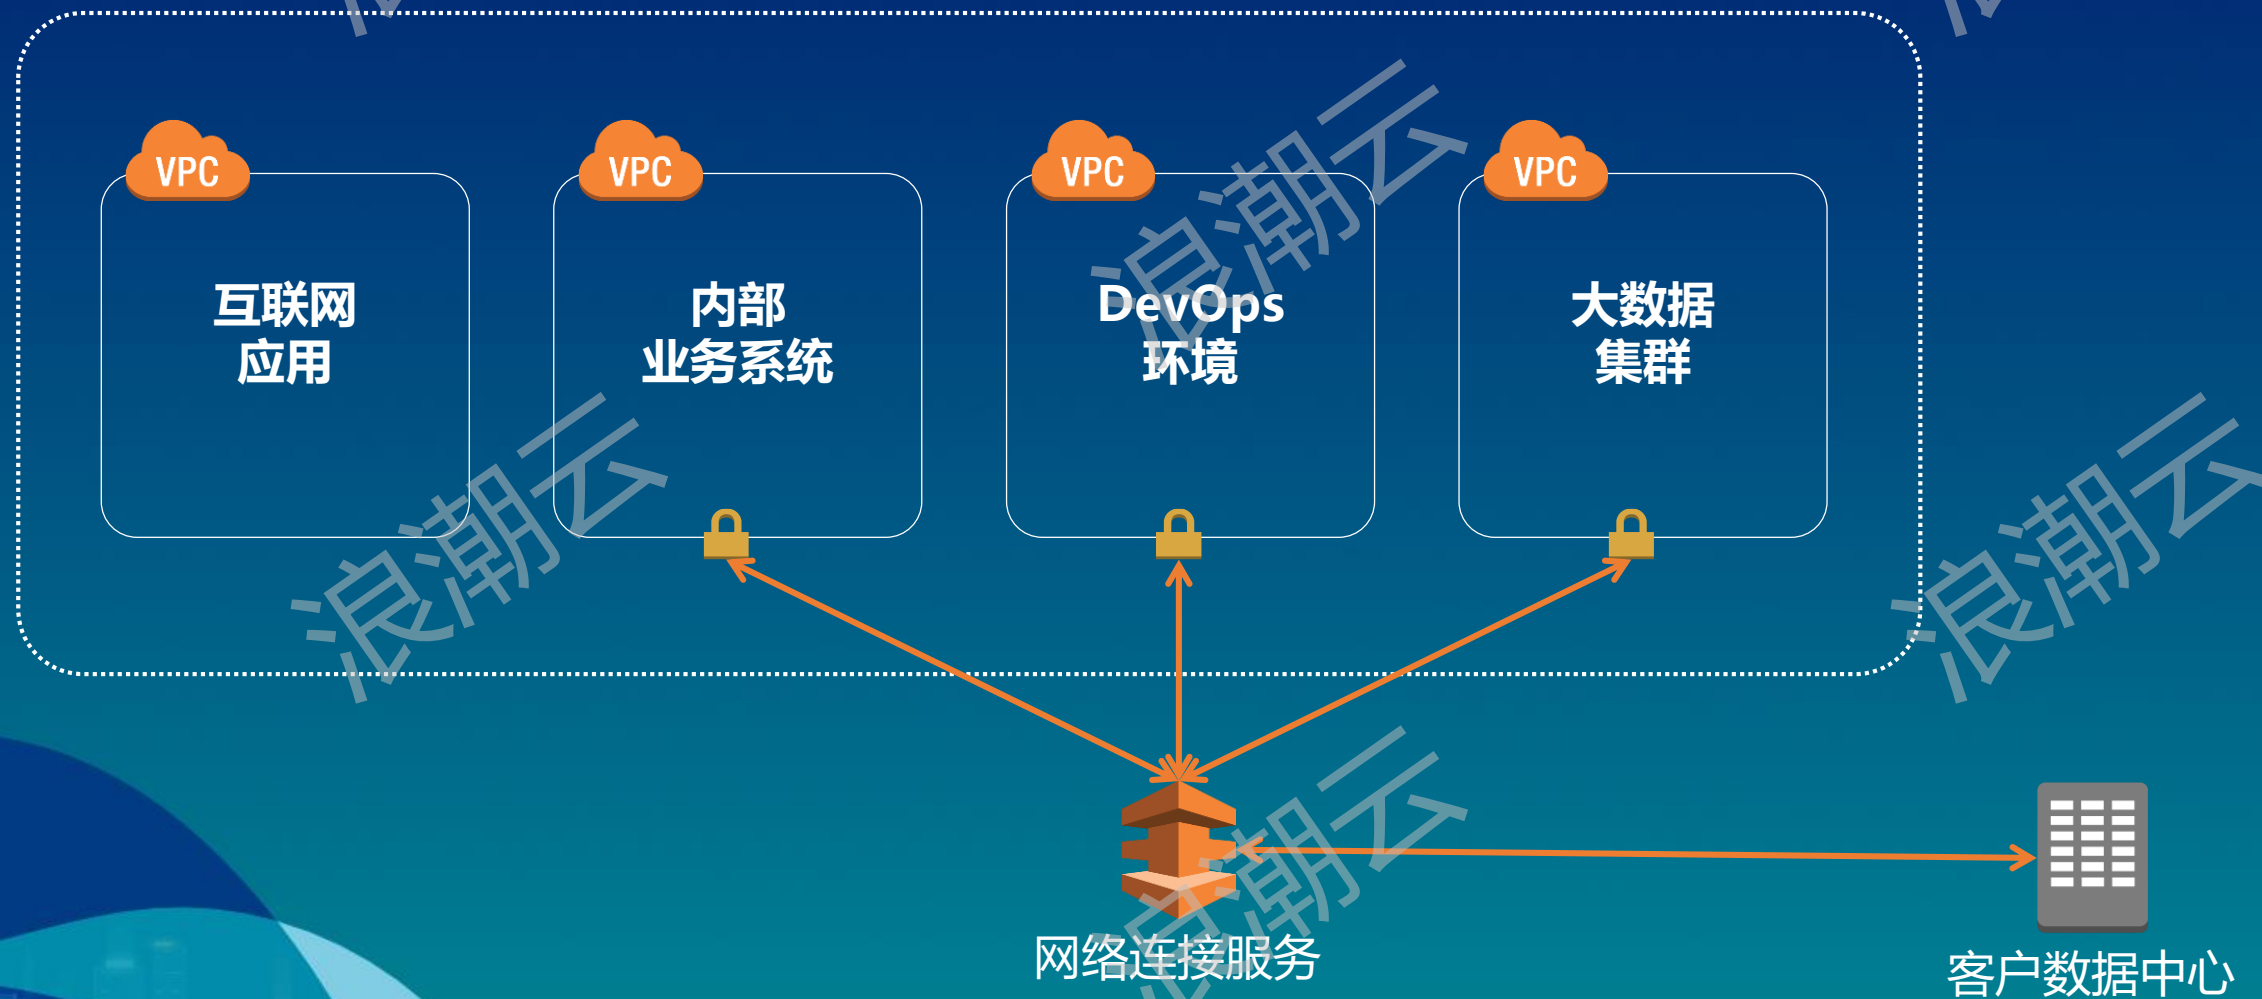 VPC
互联网
应用
VPC
内部
业务系统
VPC
DevOps
环境
VPC
大数据
集群
网络连接服务
客户数据中心
浪潮云
浪潮云
浪潮云
浪潮云